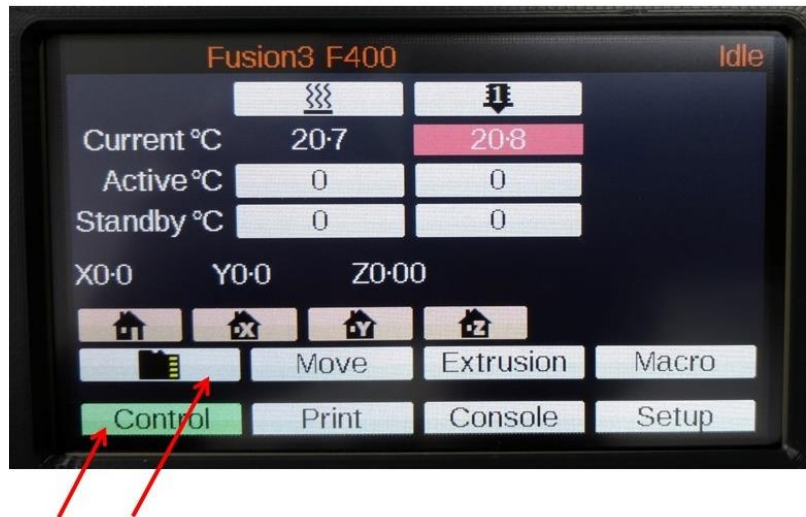 Fusion3 F400 Idle
1
Current °C 20·7 20·8
Active °C 0 0
Standby °C 0 0
X0·0 Y0·0 Z0·00
X Y Z
Move Extrusion Macro
Control Print Console Setup